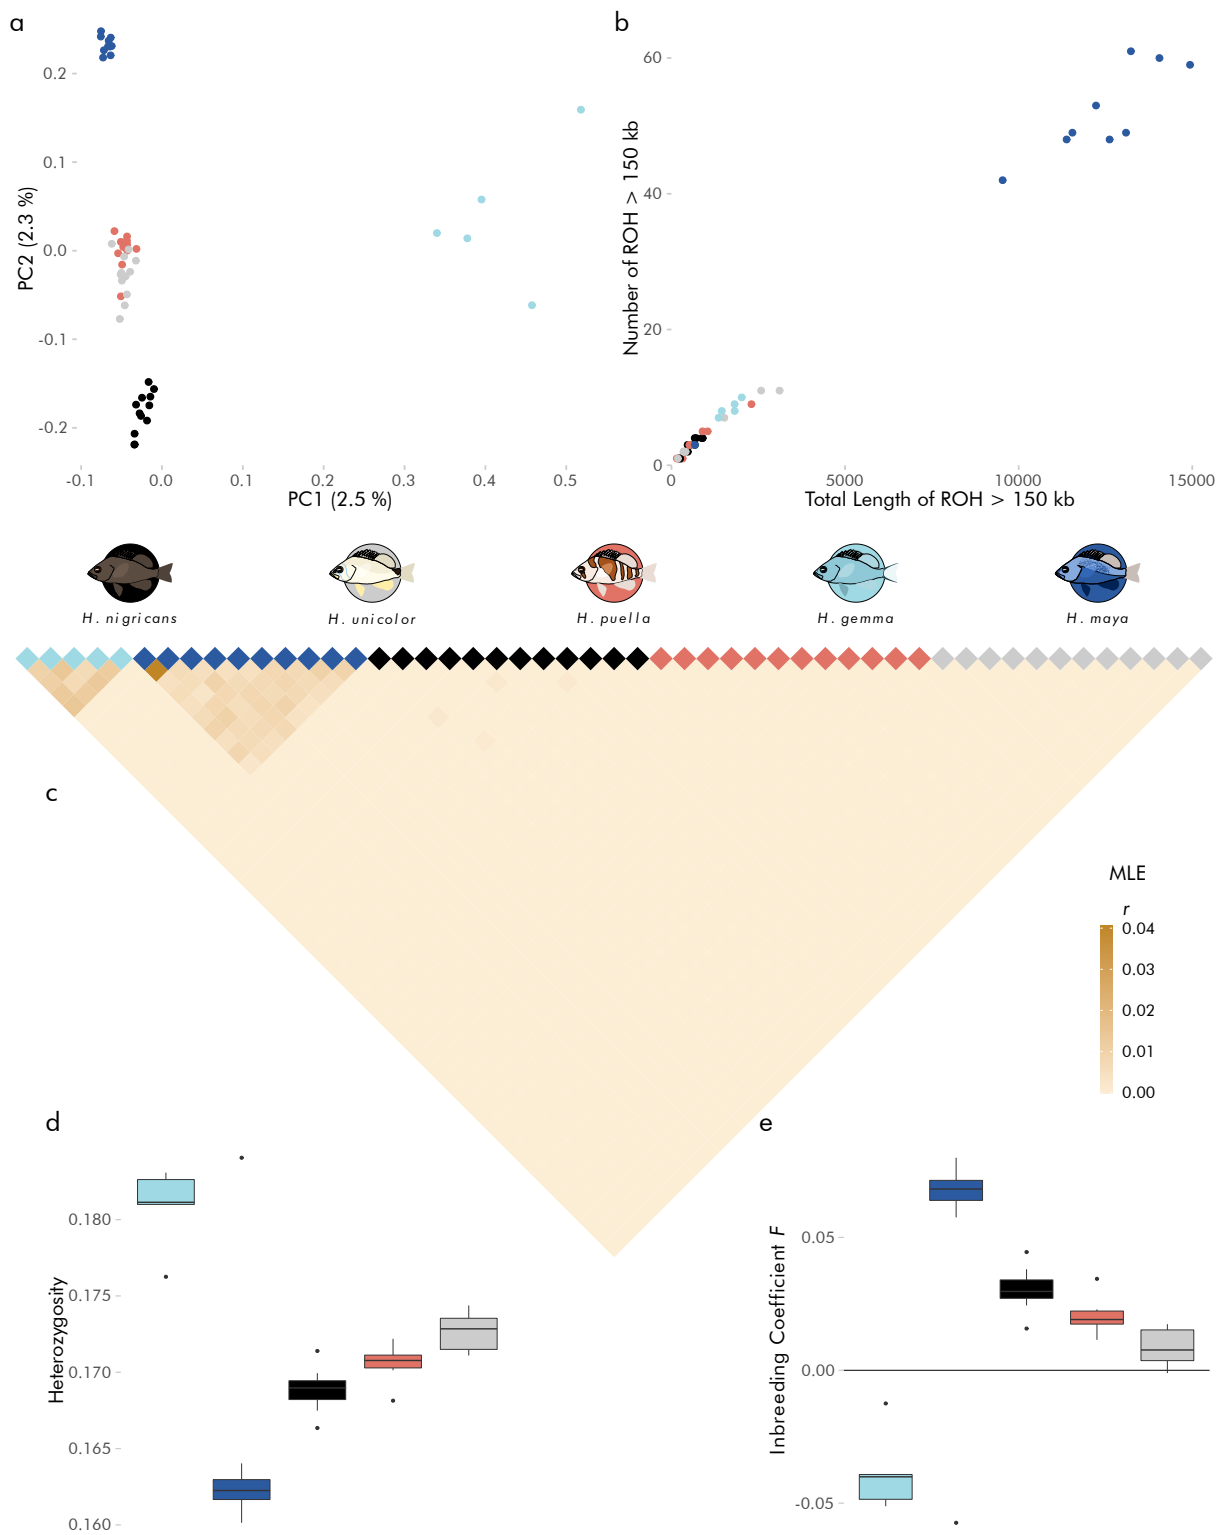 a
b
0.2
0.1
0.0
-0.1
-0.2
PC2 (2.3 %)
-0.1
0.0
0.1
0.2
0.3
0.4
0.5
PC1 (2.5 %)
60
40
20
0
Number of ROH > 150 kb
0
5000
10000
15000
Total Length of ROH > 150 kb
H. nigricans
H. unicolor
H. puella
H. gemma
H. maya
c
MLE
r
0.04
0.03
0.02
0.01
0.00
d
0.180
0.175
0.170
0.165
0.160
Heterozygosity
e
0.05
0.00
-0.05
Inbreeding Coefficient F